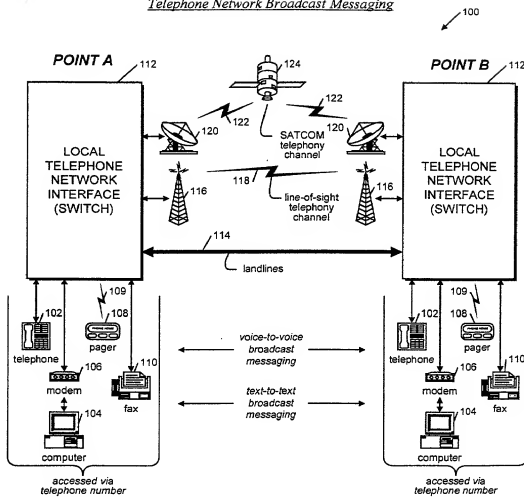 Telephone Network Broadcast Messaging
100
POINT A
112
124
POINT B
112
122
122
120
120
SATCOM
telephony
channel
LOCAL
TELEPHONE
NETWORK
INTERFACE
(SWITCH)
LOCAL
TELEPHONE
NETWORK
INTERFACE
(SWITCH)
116
118
116
line-of-sight
telephony
channel
114
landlines
109
109
102
108
102
108
telephone
pager
telephone
pager
voice-to-voice
broadcast
messaging
106
110
106
110
modem
fax
modem
fax
text-to-text
broadcast
messaging
104
104
computer
computer
accessed via
telephone number
accessed via
telephone number